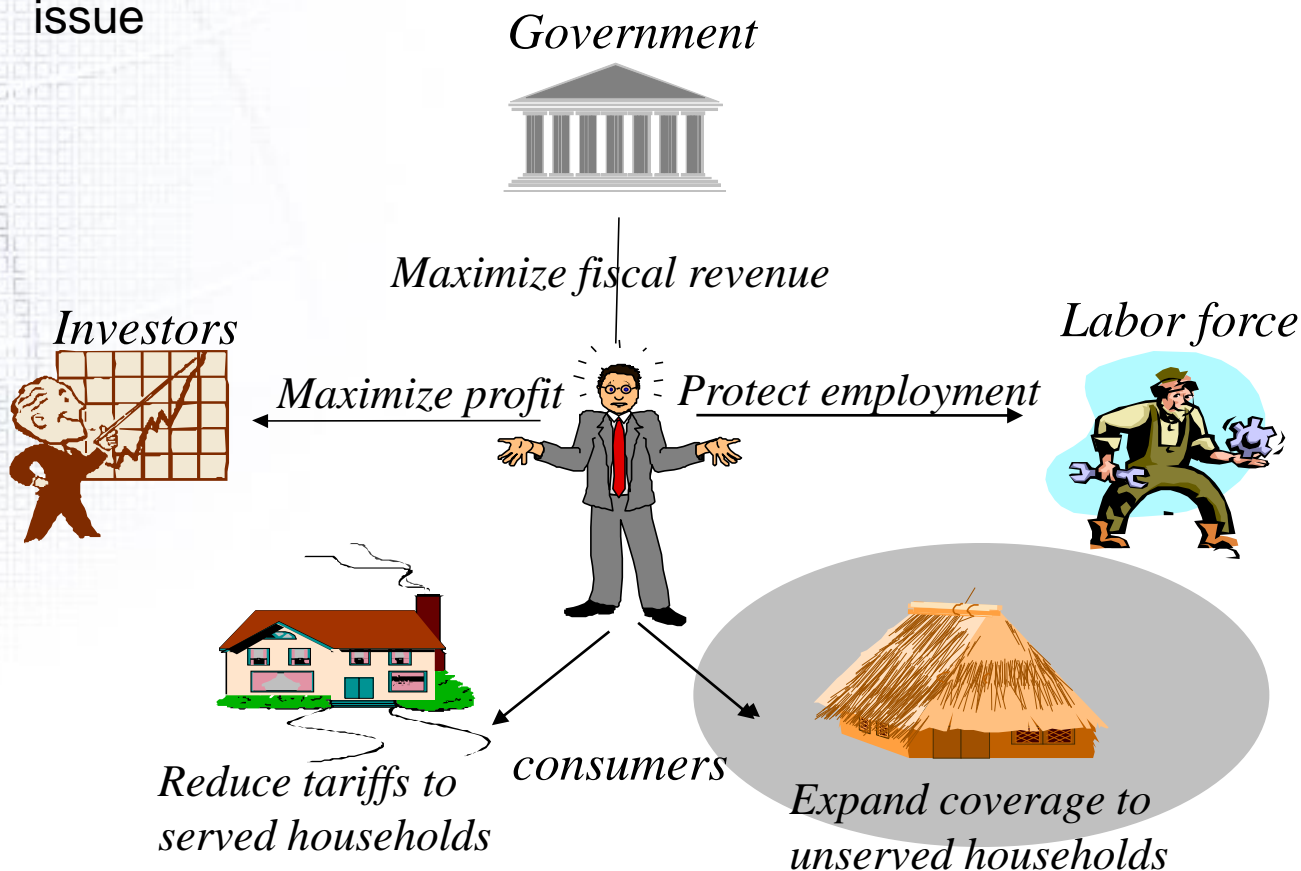 issue
Government
Maximize fiscal revenue
Investors
Labor force
Maximize profit
Protect employment
consumers
Reduce tariffs to
served households
Expand coverage to
unserved households